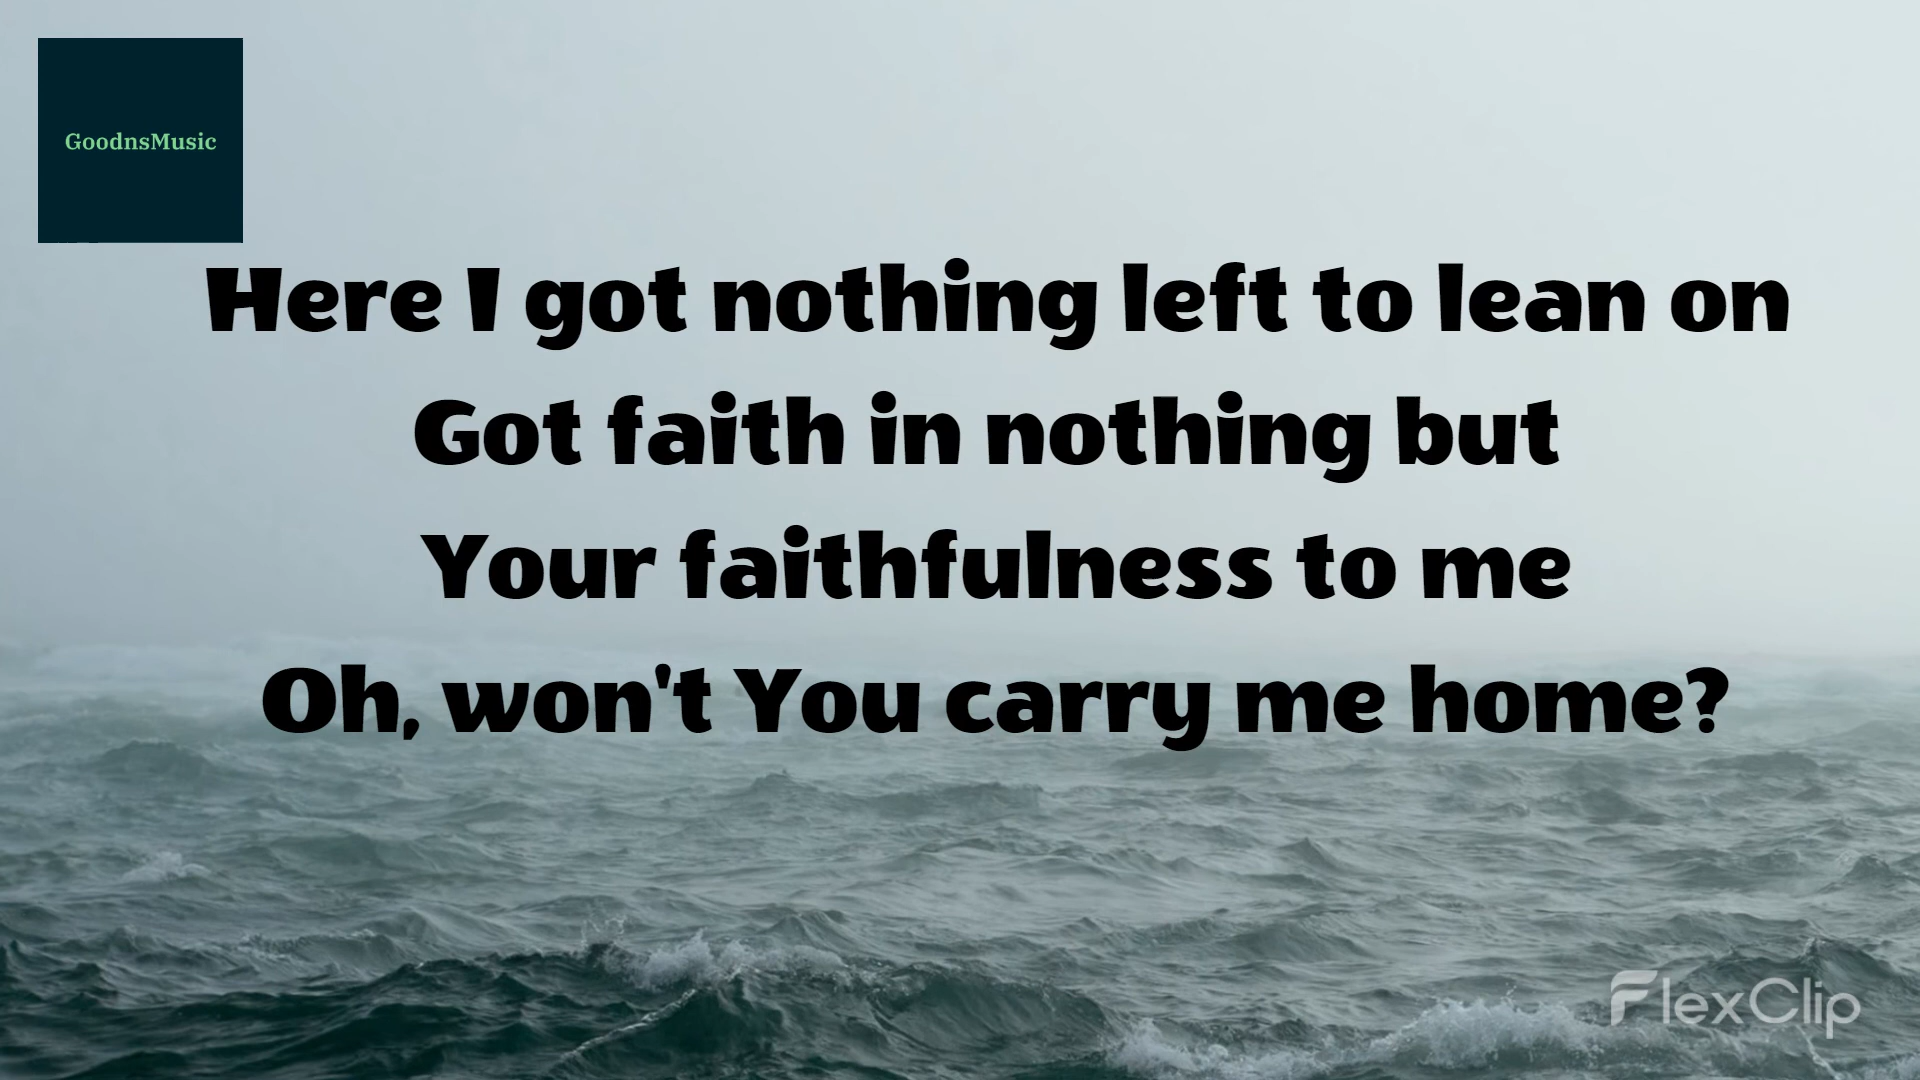 GoodnsMusic
Here I got nothing left to lean on
Got faith in nothing but
Your faithfulness to me
Oh, won't You carry me home?
FlexClip